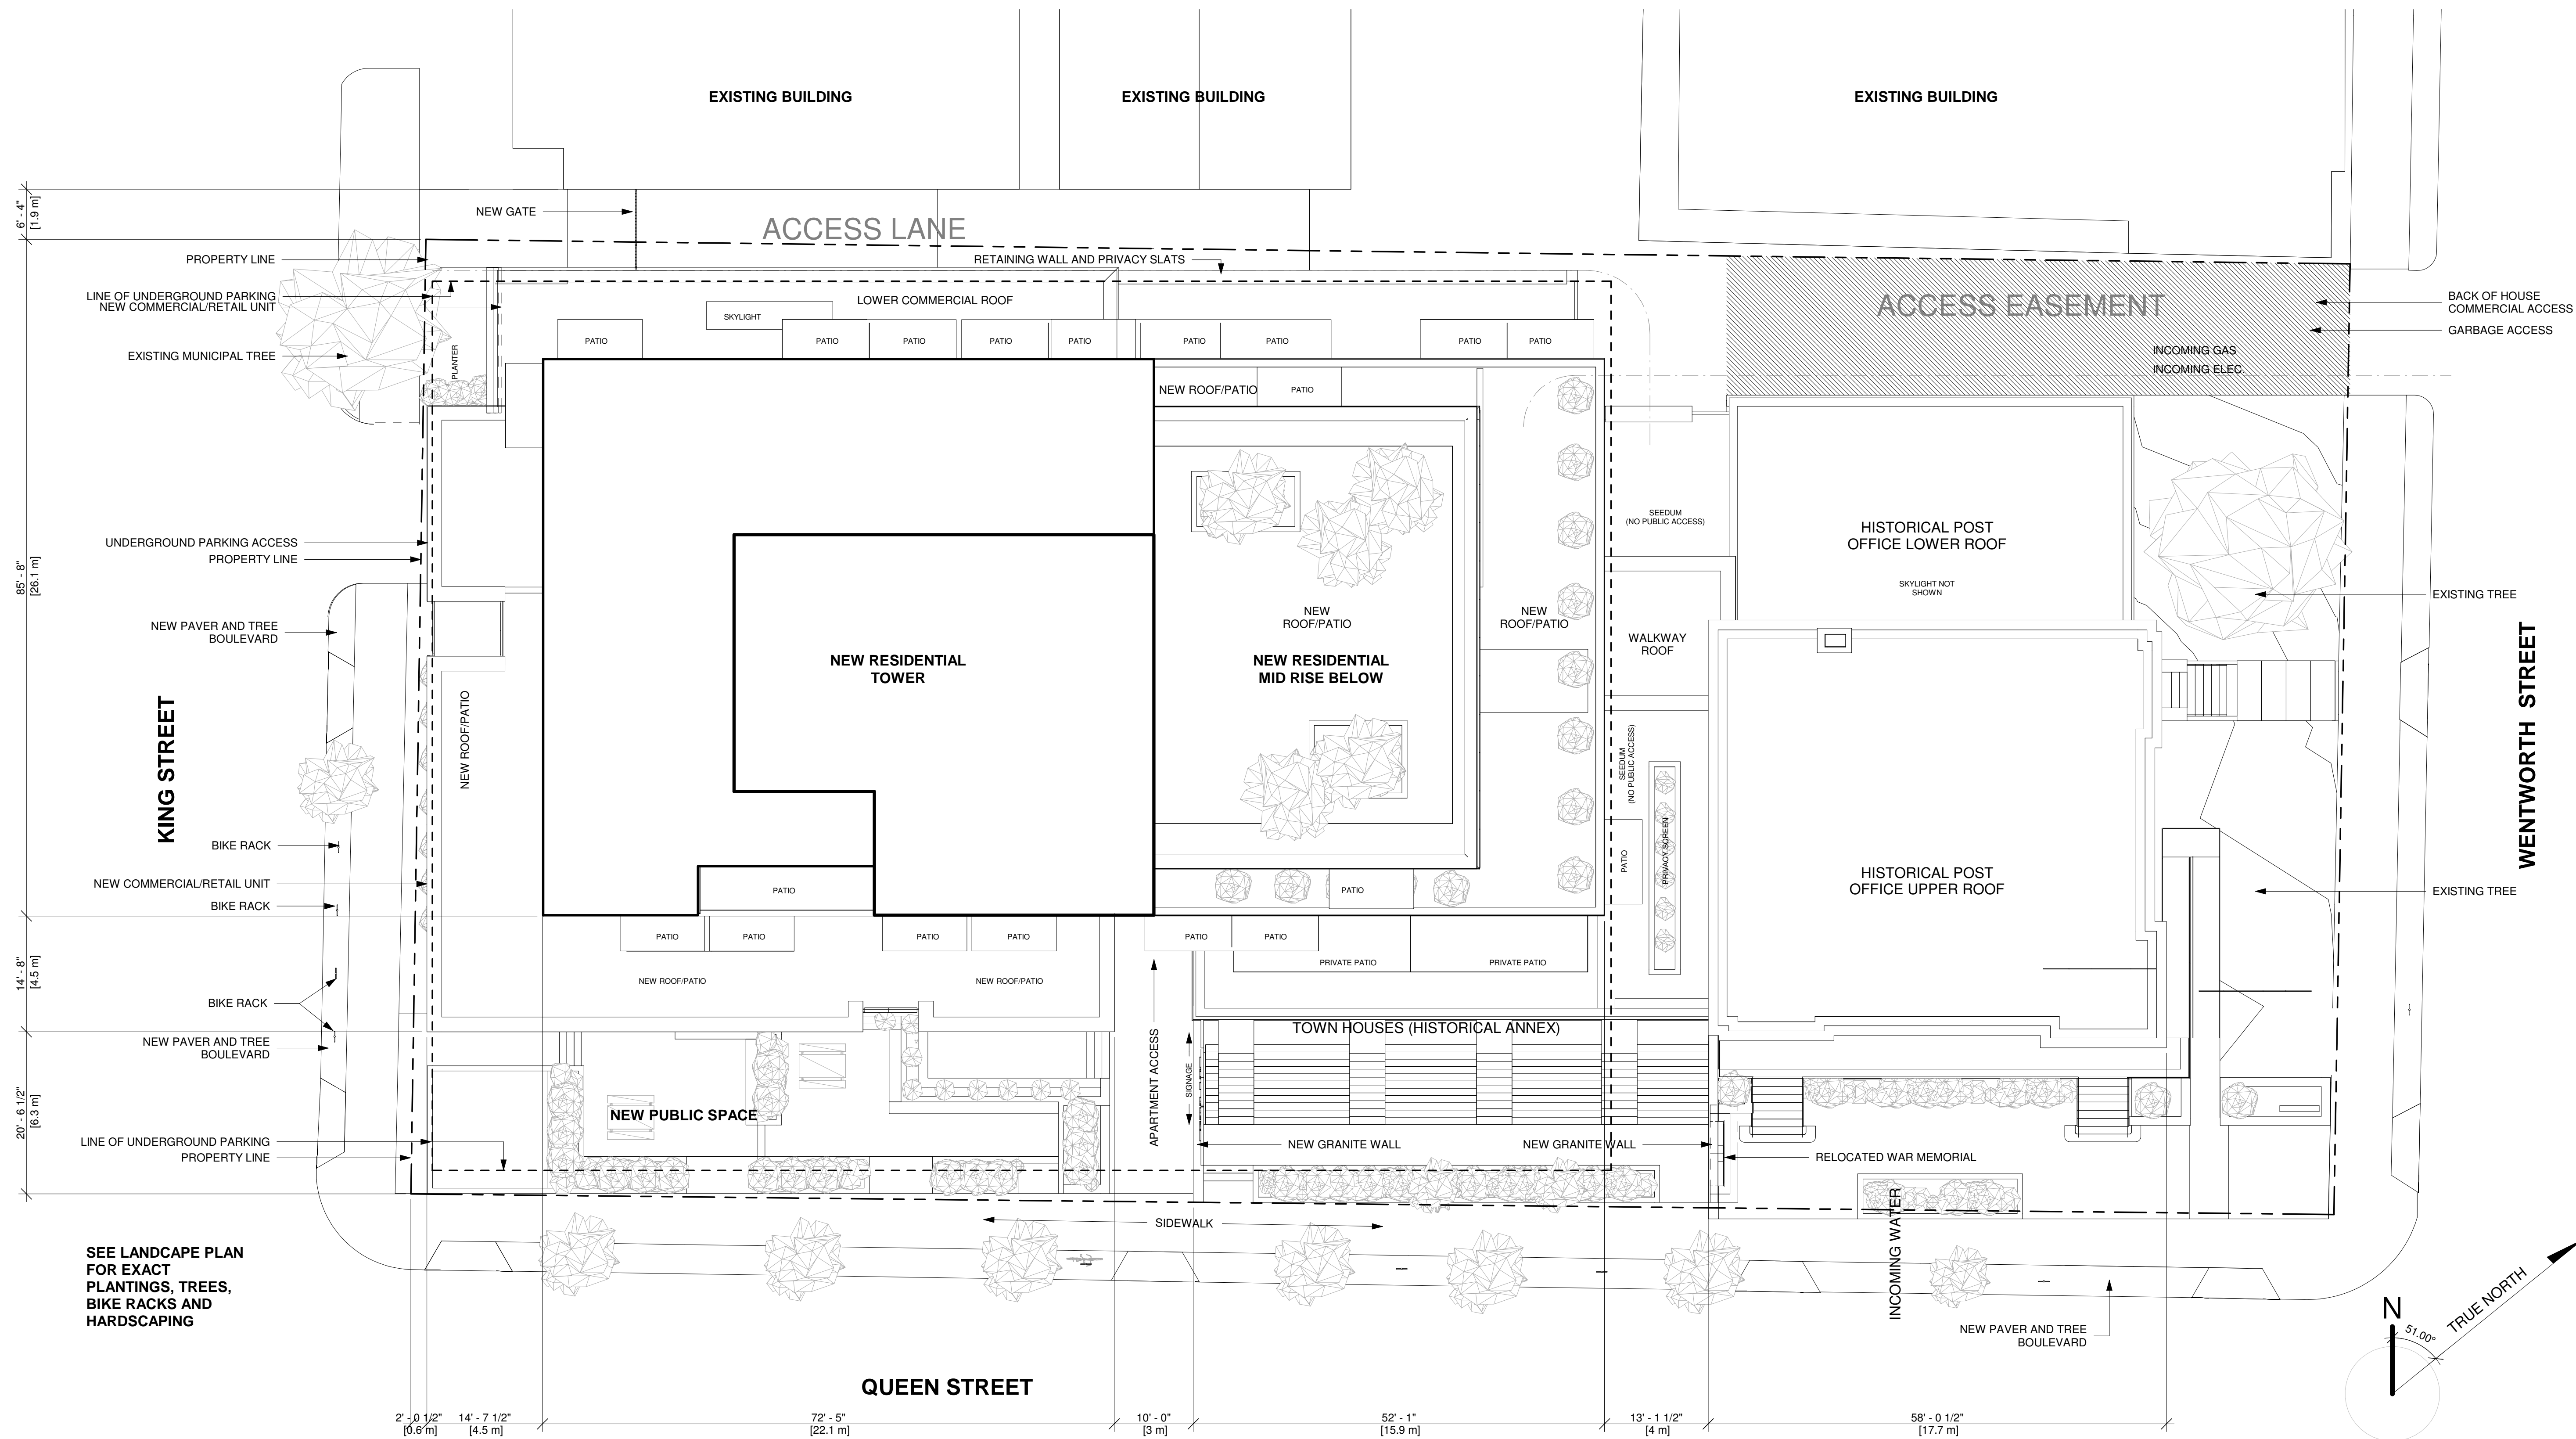 EXISTING BUILDING
EXISTING BUILDING
EXISTING BUILDING
6' - 4"
[1.9 m]
NEW GATE
ACCESS LANE
PROPERTY LINE
RETAINING WALL AND PRIVACY SLATS
LINE OF UNDERGROUND PARKING
NEW COMMERCIAL/RETAIL UNIT
LOWER COMMERCIAL ROOF
SKYLIGHT
ACCESS EASEMENT
BACK OF HOUSE
COMMERCIAL ACCESS
GARBAGE ACCESS
EXISTING MUNICIPAL TREE
PLANTER
PATIO
PATIO
PATIO
PATIO
PATIO
PATIO
PATIO
PATIO
PATIO
INCOMING GAS
INCOMING ELEC.
NEW ROOF/PATIO
PATIO
SEEDUM
(NO PUBLIC ACCESS)
HISTORICAL POST
OFFICE LOWER ROOF
SKYLIGHT NOT
SHOWN
UNDERGROUND PARKING ACCESS
PROPERTY LINE
85' - 8"
[26.1 m]
EXISTING TREE
NEW
ROOF/PATIO
NEW
ROOF/PATIO
NEW PAVER AND TREE
BOULEVARD
WALKWAY
ROOF
NEW RESIDENTIAL
TOWER
NEW RESIDENTIAL
MID RISE BELOW
KING STREET
NEW ROOF/PATIO
SEEDUM
(NO PUBLIC ACCESS)
WENTWORTH STREET
BIKE RACK
PRIVACY SCREEN
PATIO
HISTORICAL POST
OFFICE UPPER ROOF
NEW COMMERCIAL/RETAIL UNIT
PATIO
PATIO
EXISTING TREE
BIKE RACK
PATIO
PATIO
PATIO
PATIO
PATIO
PATIO
PRIVATE PATIO
PRIVATE PATIO
14' - 8"
[4.5 m]
NEW ROOF/PATIO
NEW ROOF/PATIO
BIKE RACK
TOWN HOUSES (HISTORICAL ANNEX)
NEW PAVER AND TREE
BOULEVARD
APARTMENT ACCESS
SIGNAGE
20' - 6 1/2"
[6.3 m]
NEW PUBLIC SPACE
LINE OF UNDERGROUND PARKING
PROPERTY LINE
NEW GRANITE WALL
NEW GRANITE WALL
RELOCATED WAR MEMORIAL
SIDEWALK
INCOMING WATER
SEE LANDCAPE PLAN
FOR EXACT
PLANTINGS, TREES,
BIKE RACKS AND
HARDSCAPING
NEW PAVER AND TREE
BOULEVARD
N
51.00°
TRUE NORTH
QUEEN STREET
2' - 0 1/2"
[0.6 m]
14' - 7 1/2"
[4.5 m]
72' - 5"
[22.1 m]
10' - 0"
[3 m]
52' - 1"
[15.9 m]
13' - 1 1/2"
[4 m]
58' - 0 1/2"
[17.7 m]